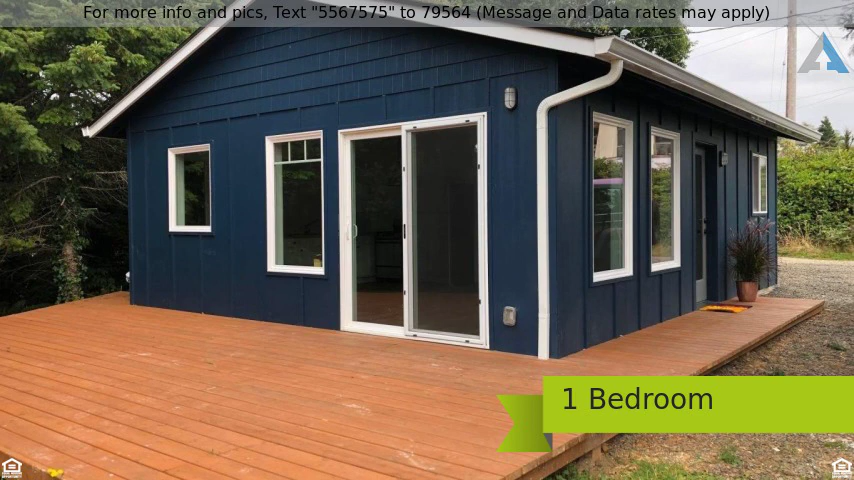 For more info and pics, Text "5567575" to 79564 (Message and Data rates may apply)
1 Bedroom